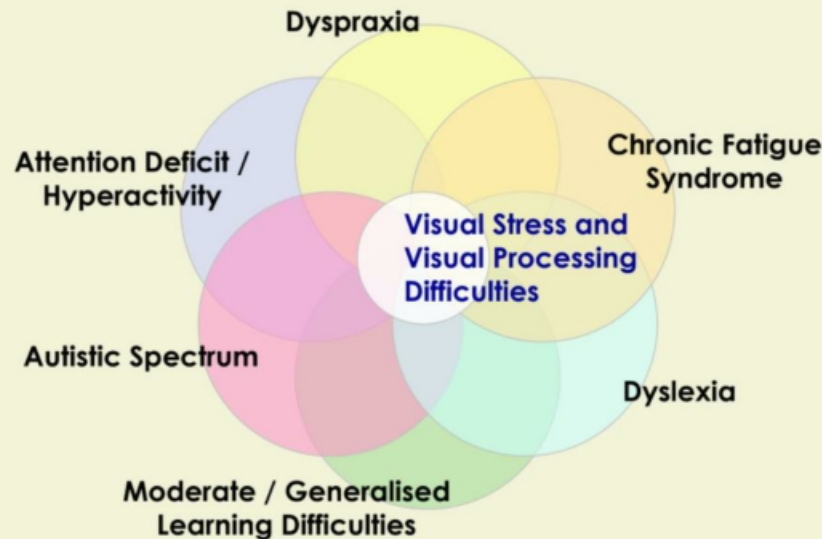 Dyspraxia
Attention Deficit /
Hyperactivity
Chronic Fatigue
Syndrome
Visual Stress and
Visual Processing
Difficulties
Autistic Spectrum
Dyslexia
Moderate / Generalised
Learning Difficulties